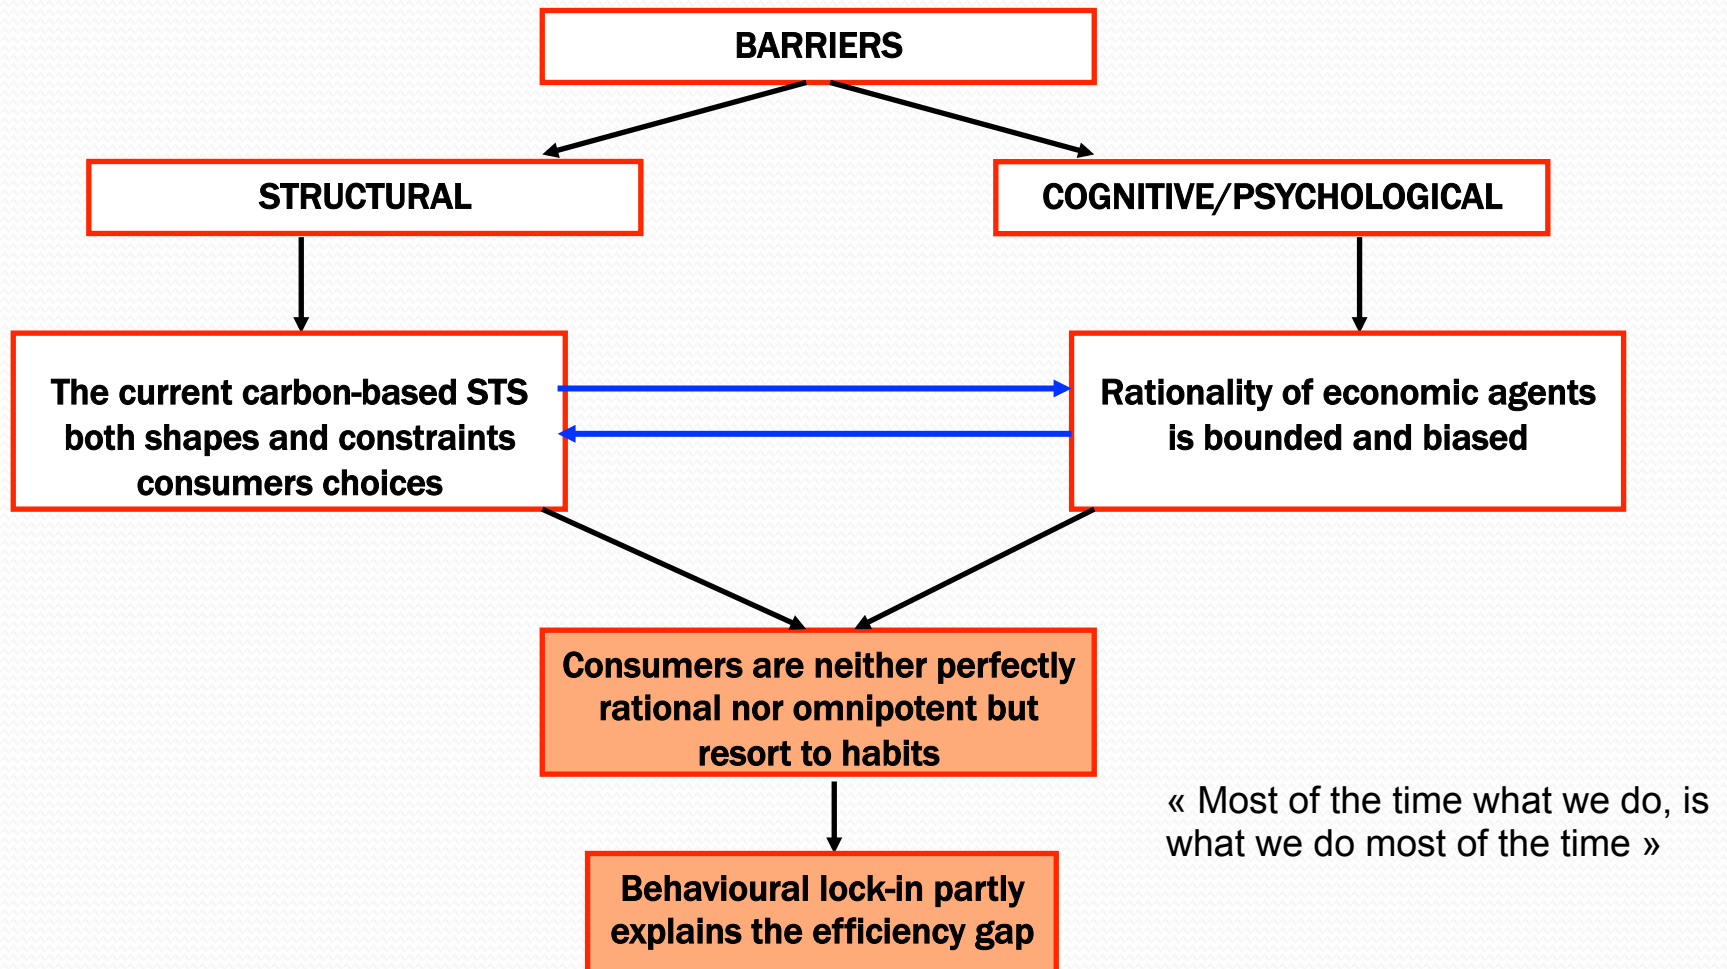 BARRIERS
STRUCTURAL
COGNITIVE/PSYCHOLOGICAL
The current carbon-based STS
both shapes and constraints
consumers choices
Rationality of economic agents
is bounded and biased
Consumers are neither perfectly
rational nor omnipotent but
resort to habits
« Most of the time what we do, is
what we do most of the time »
Behavioural lock-in partly
explains the efficiency gap